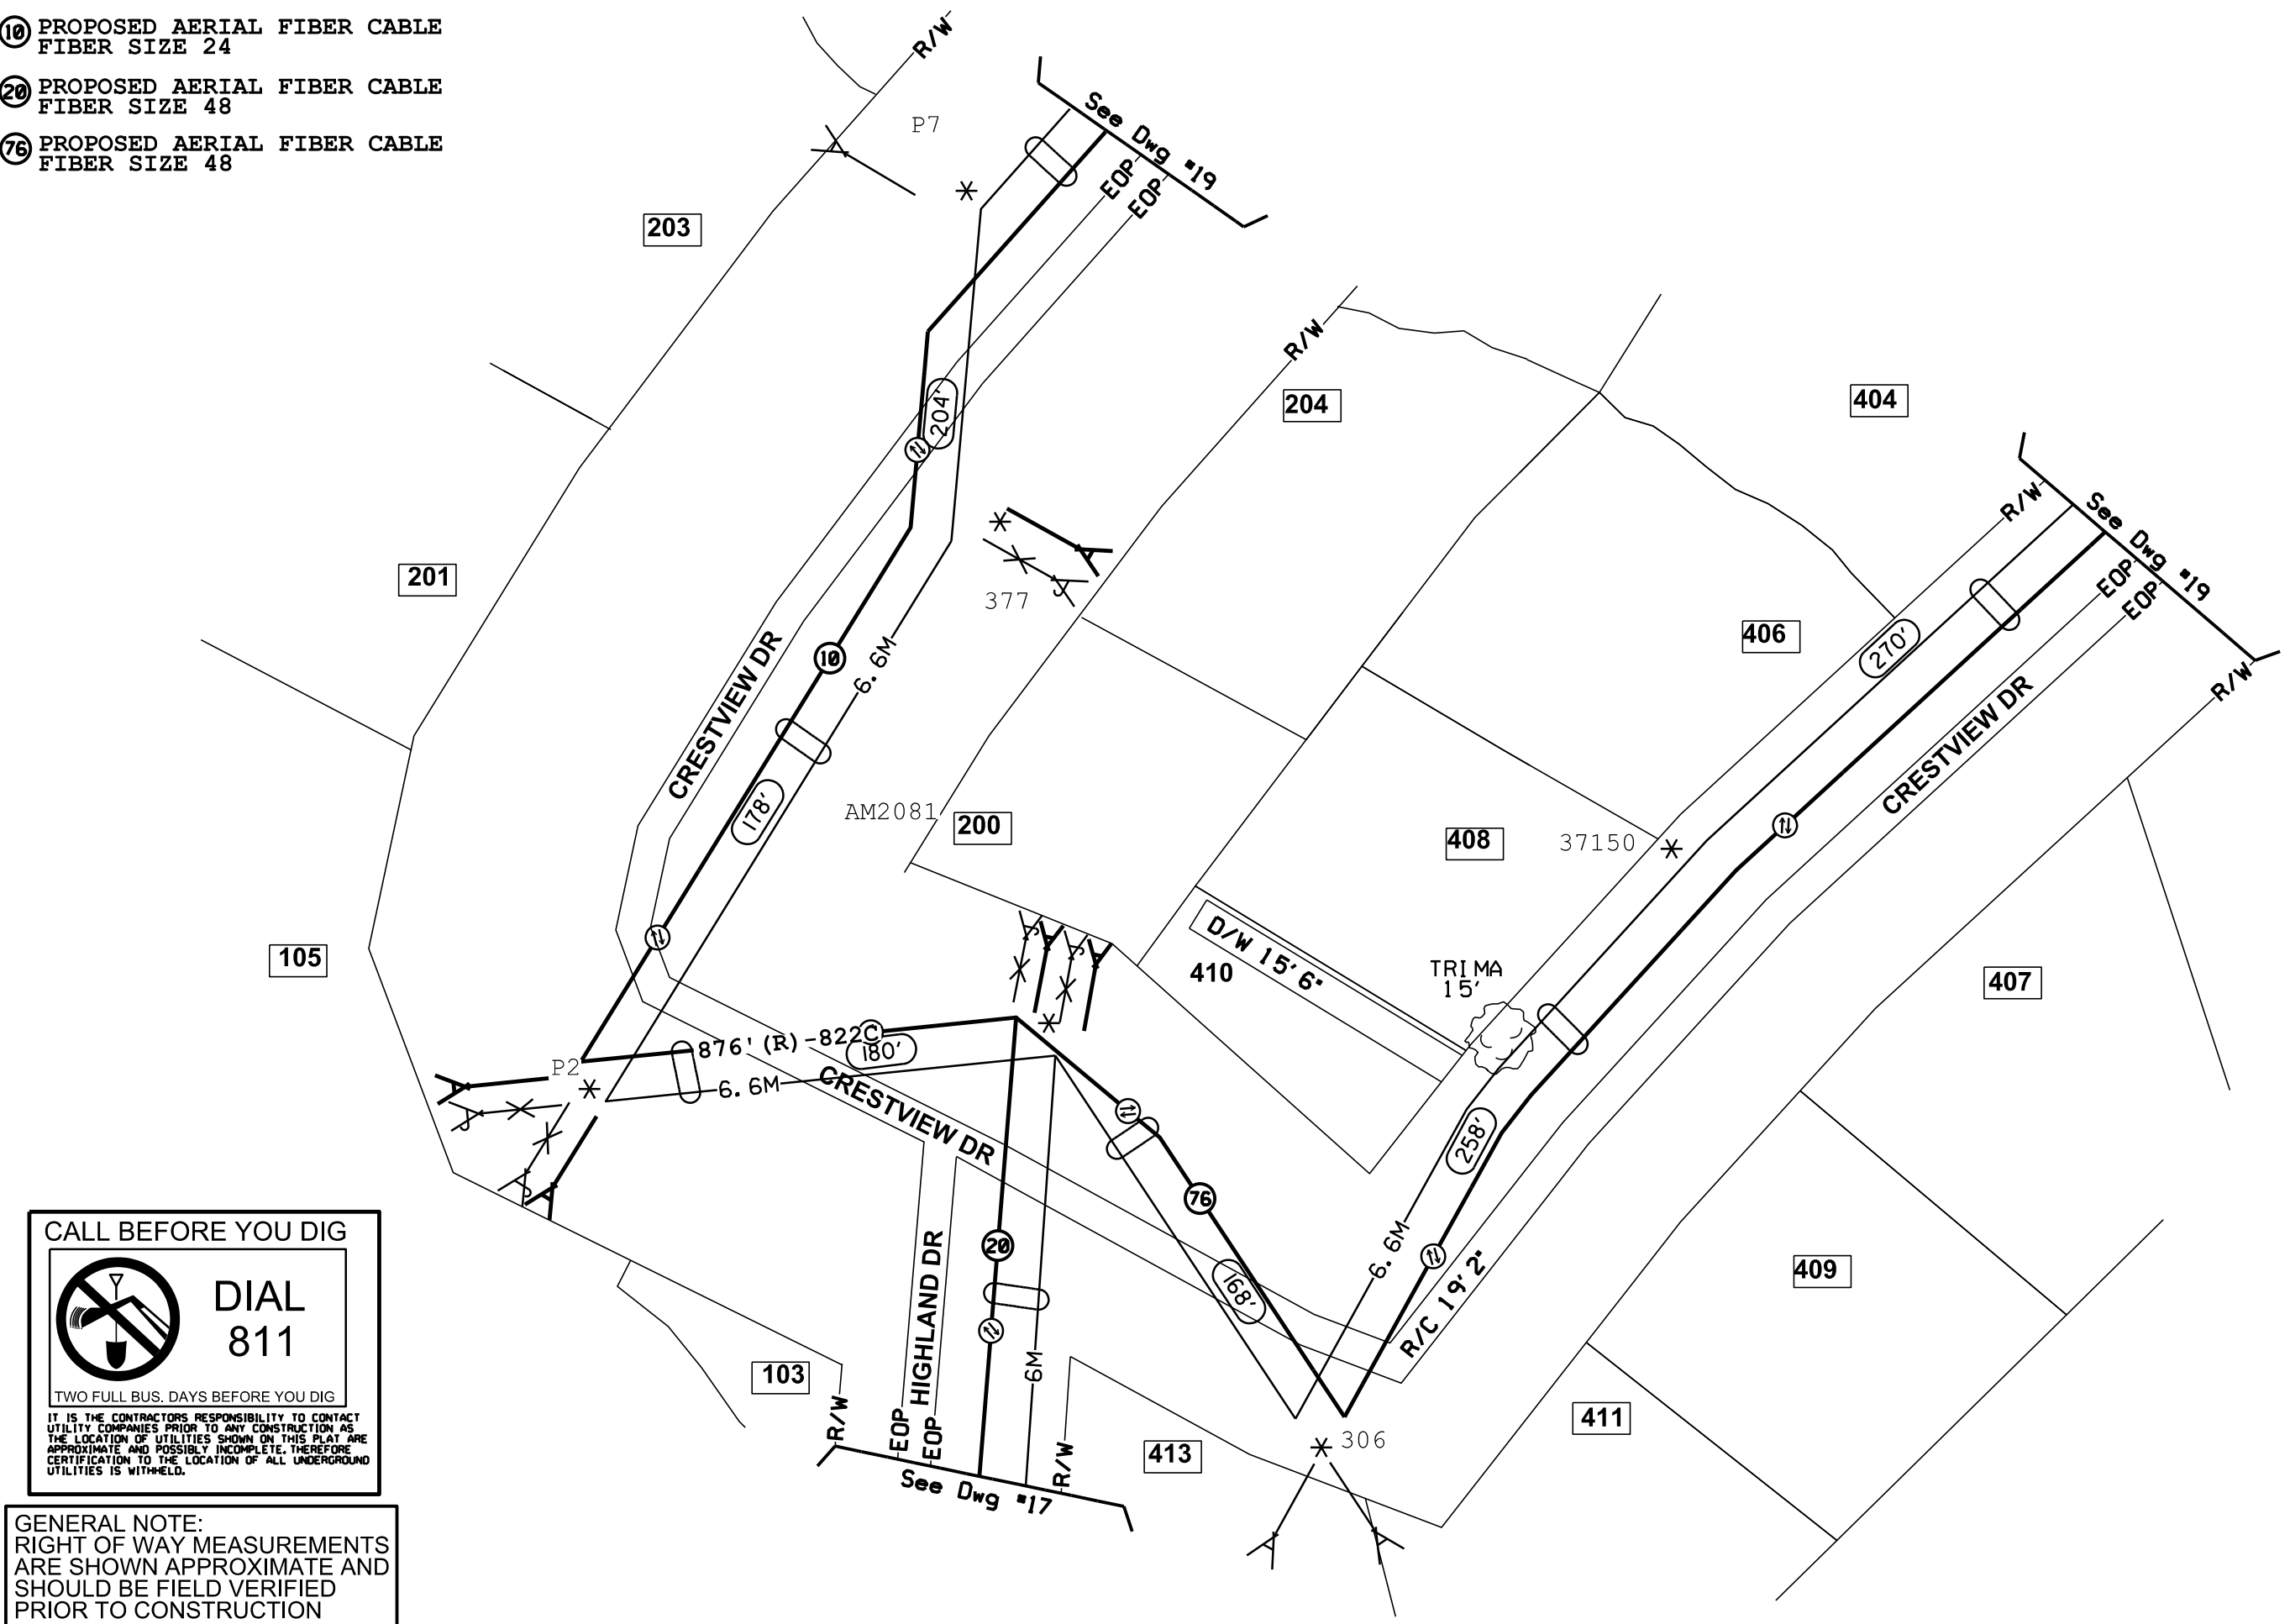 10 PROPOSED AERIAL FIBER CABLE
FIBER SIZE 24
20 PROPOSED AERIAL FIBER CABLE
FIBER SIZE 48
76 PROPOSED AERIAL FIBER CABLE
FIBER SIZE 48
R/W
P7
See Dwg #19
EOP
EOP
203
204'
R/W
204
404
R/W
See Dwg #19
EOP
EOP
R/W
201
377
406
270'
10
6.6M
CRESTVIEW DR
CRESTVIEW DR
178'
AM2081
200
408
37150
105
D/W 15'6"
410
TRIMA
15'
407
876'(R)-822C
180'
P2
6.6M
CRESTVIEW DR
258'
76
20
HIGHLAND DR
168'
6.6M
R/C 19'2"
409
6M
103
R/W
EOP
EOP
R/W
413
411
306
See Dwg #17
CALL BEFORE YOU DIG
DIAL
811
TWO FULL BUS. DAYS BEFORE YOU DIG
IT IS THE CONTRACTORS RESPONSIBILITY TO CONTACT
UTILITY COMPANIES PRIOR TO ANY CONSTRUCTION AS
THE LOCATION OF UTILITIES SHOWN ON THIS PLAT ARE
APPROXIMATE AND POSSIBLY INCOMPLETE. THEREFORE
CERTIFICATION TO THE LOCATION OF ALL UNDERGROUND
UTILITIES IS WITHHELD.
GENERAL NOTE:
RIGHT OF WAY MEASUREMENTS
ARE SHOWN APPROXIMATE AND
SHOULD BE FIELD VERIFIED
PRIOR TO CONSTRUCTION